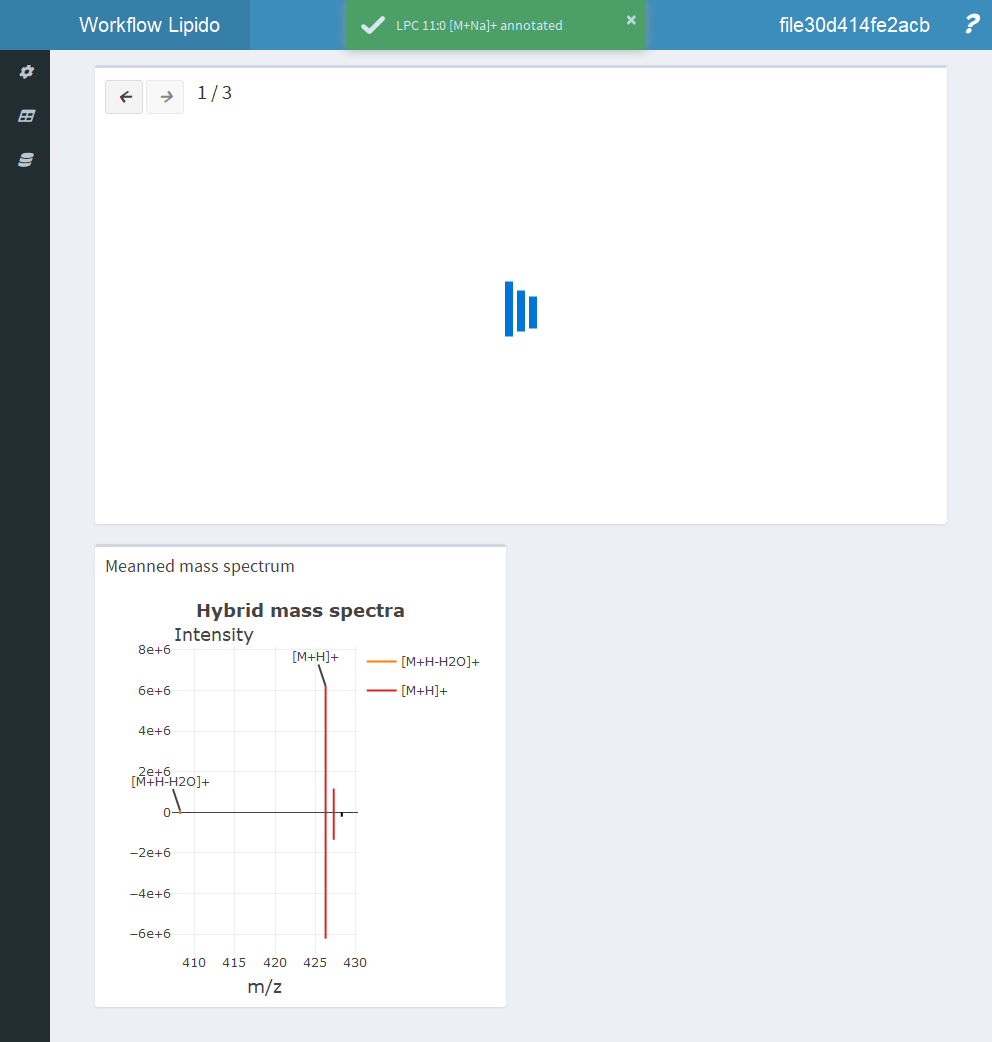 Workflow Lipido
LPC 11:0 [M+Na]+ annotated
×
file30d414fe2acb
?
1 / 3
Meanned mass spectrum
Hybrid mass spectra
Intensity
8e+6
6e+6
4e+6
2e+6
0
−2e+6
−4e+6
−6e+6
[M+H]+
[M+H-H2O]+
[M+H-H2O]+
[M+H]+
410 415 420 425 430
m/z